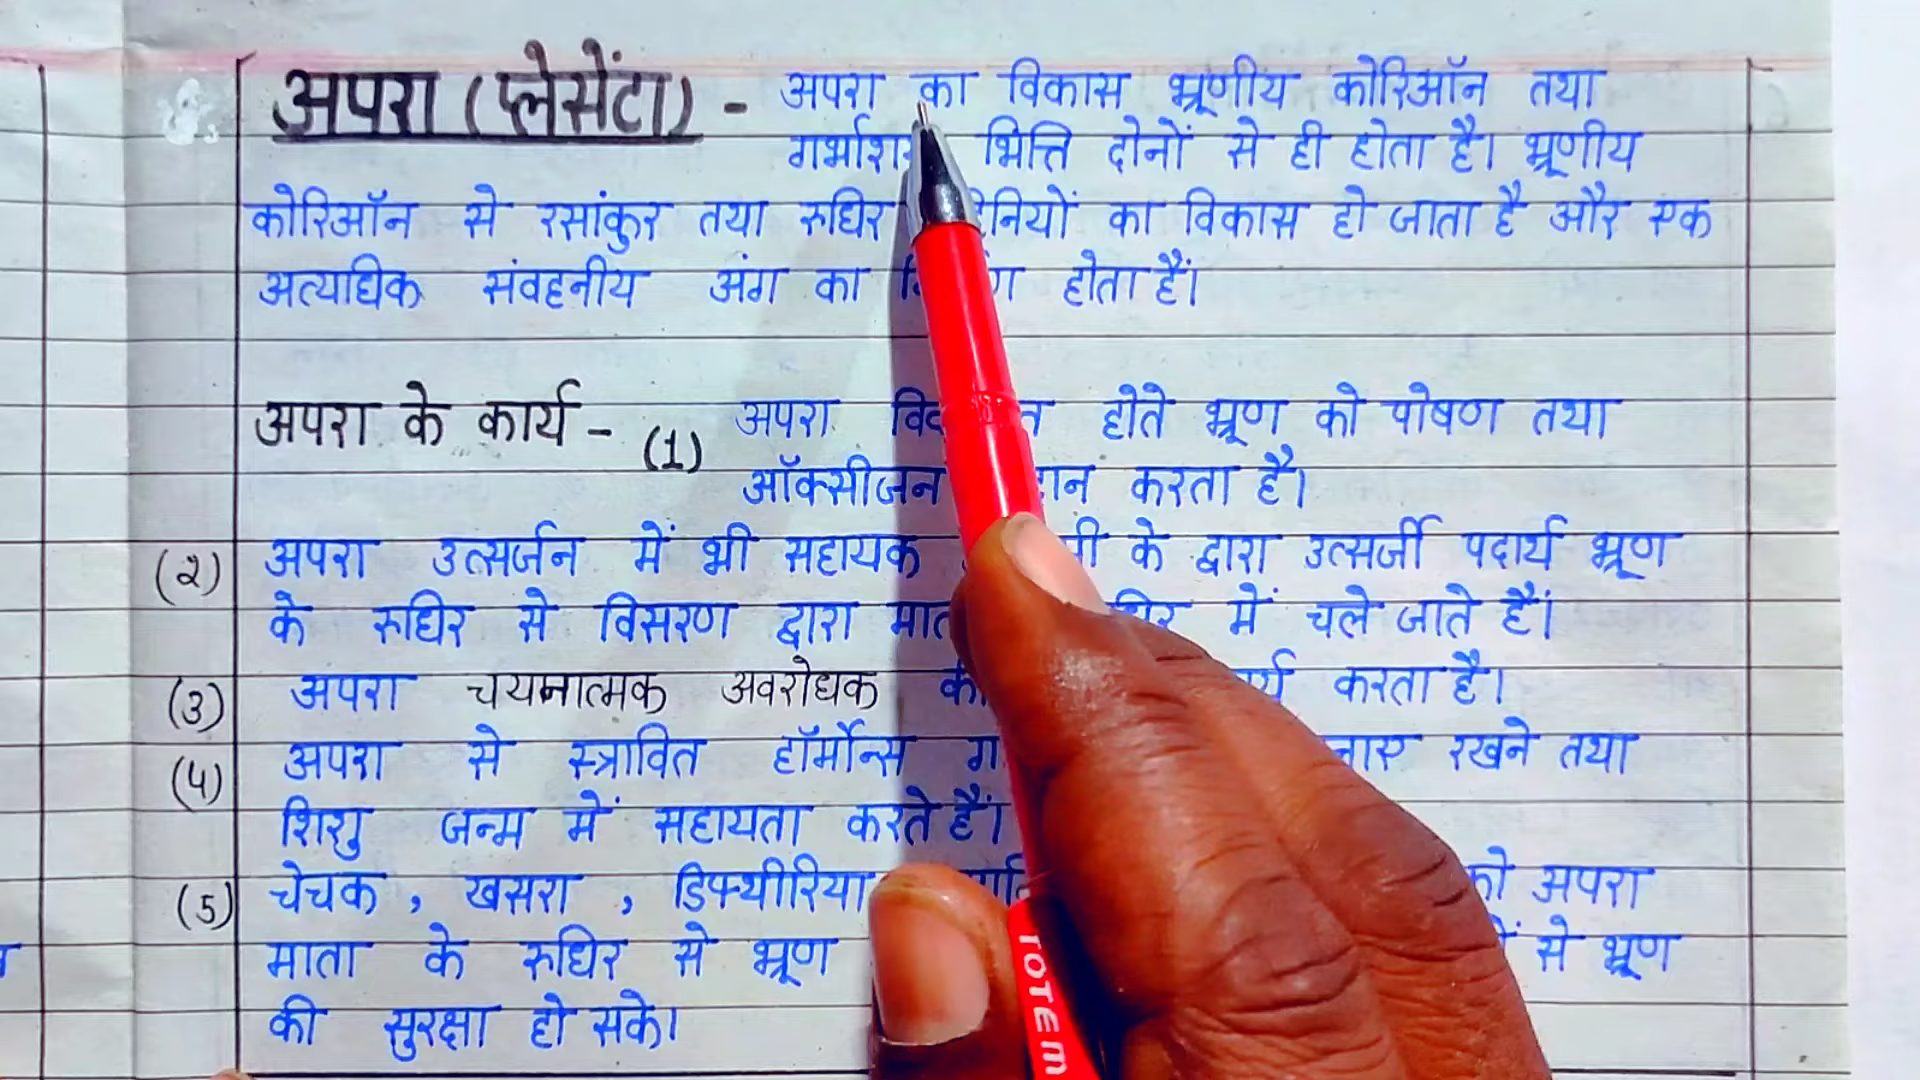 अपरा (प्लेसेंटा) - अपरा का विकास भ्रूणीय कोरिऑन तथा
भित्ति दोनों से ही होता है। भ्रूणीय
कोरिऑन से रसांकुर तथा रुधिर का विकास हो जाता है और एक
अत्यधिक संवहनीय अंग का होता हैं।
अपरा के कार्य - (1) अपरा होते भ्रूण को पोषण तथा
ऑक्सीजन करता है।
(2) अपरा उत्सर्जन में भी सहायक के द्वारा उत्सर्जी पदार्थ भ्रूण
के रुधिर से विसरण द्वारा में चले जाते हैं।
(3) अपरा चयनात्मक अवरोधक करता है।
(4) अपरा से स्त्रावित हॉर्मोन्स रखने तथा
शिशु जन्म में सहायता करते हैं।
(5) चेचक , खसरा , डिफ्थीरिया को अपरा
माता के रुधिर से भ्रूण से भ्रूण
की सुरक्षा हो सके।
TOTEM